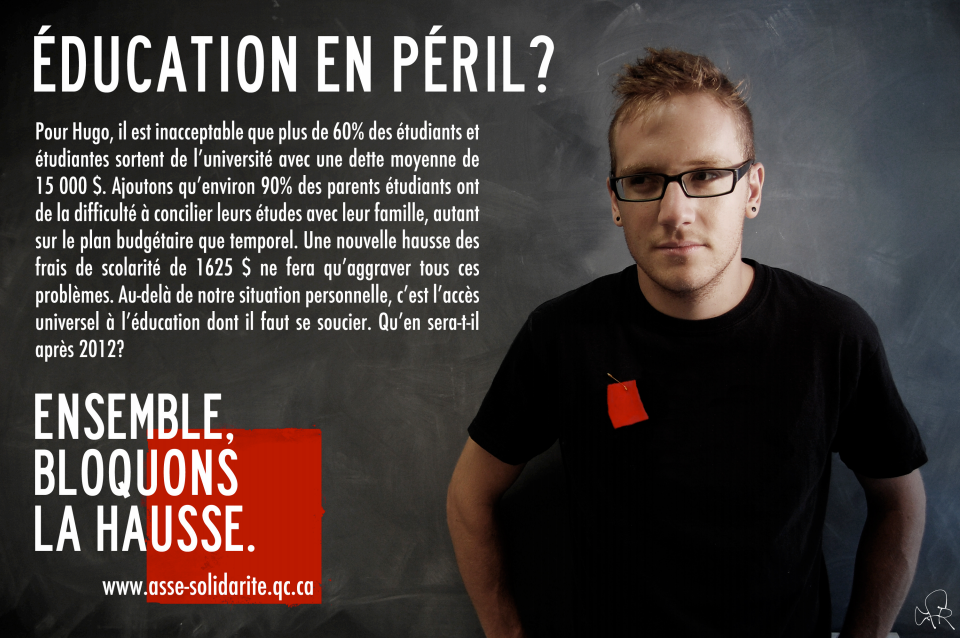 ÉDUCATION EN PÉRIL?
Pour Hugo, il est inacceptable que plus de 60% des étudiants et
étudiantes sortent de l'université avec une dette moyenne de
15 000 $. Ajoutons qu'environ 90% des parents étudiants ont
de la difficulté à concilier leurs études avec leur famille, autant
sur le plan budgétaire que temporel. Une nouvelle hausse des
frais de scolarité de 1625 $ ne fera qu'aggraver tous ces
problèmes. Au-delà de notre situation personnelle, c'est l'accès
universel à l'éducation dont il faut se soucier. Qu'en sera-t-il
après 2012?
ENSEMBLE,
BLOQUONS
LA HAUSSE.
www.asse-solidarite.qc.ca